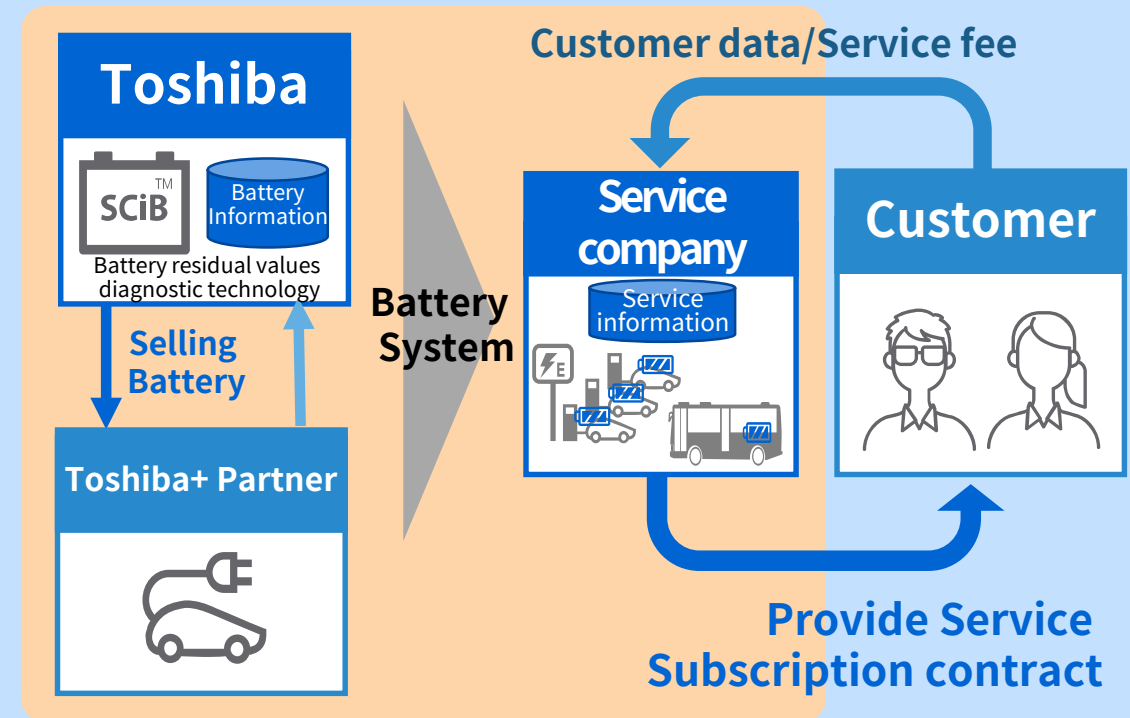 Toshiba
SCiB
TM
Battery
Information
Battery residual values
diagnostic technology
Selling
Battery
Toshiba+ Partner
Battery
System
Customer data/Service fee
Service
company
Service
information
E
Customer
Provide Service
Subscription contract